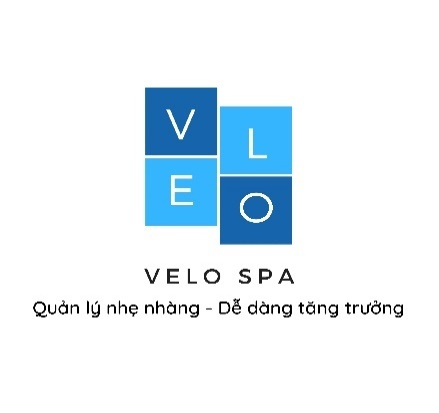 V L
E O
VELO SPA
Quản lý nhẹ nhàng - Dễ dàng tăng trưởng